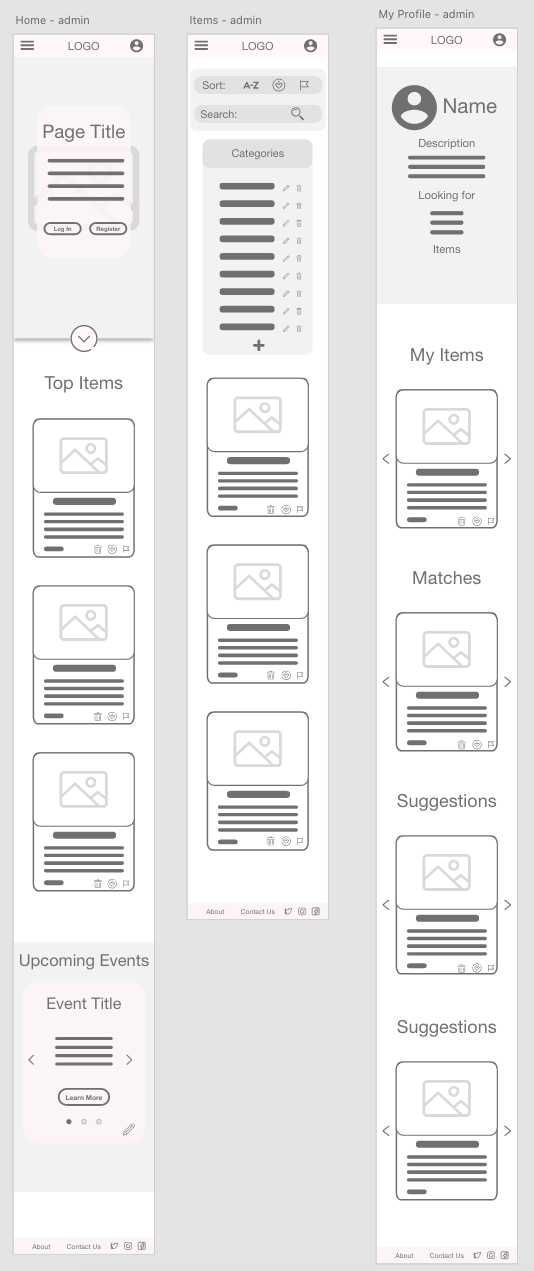 Home - admin
LOGO
Page Title
Log In
Register
Top Items
Upcoming Events
Event Title
Learn More
About
Contact Us
Items - admin
LOGO
Sort:
A-Z
Search:
Categories
About
Contact Us
My Profile - admin
LOGO
Name
Description
Looking for
Items
My Items
Matches
Suggestions
Suggestions
About
Contact Us